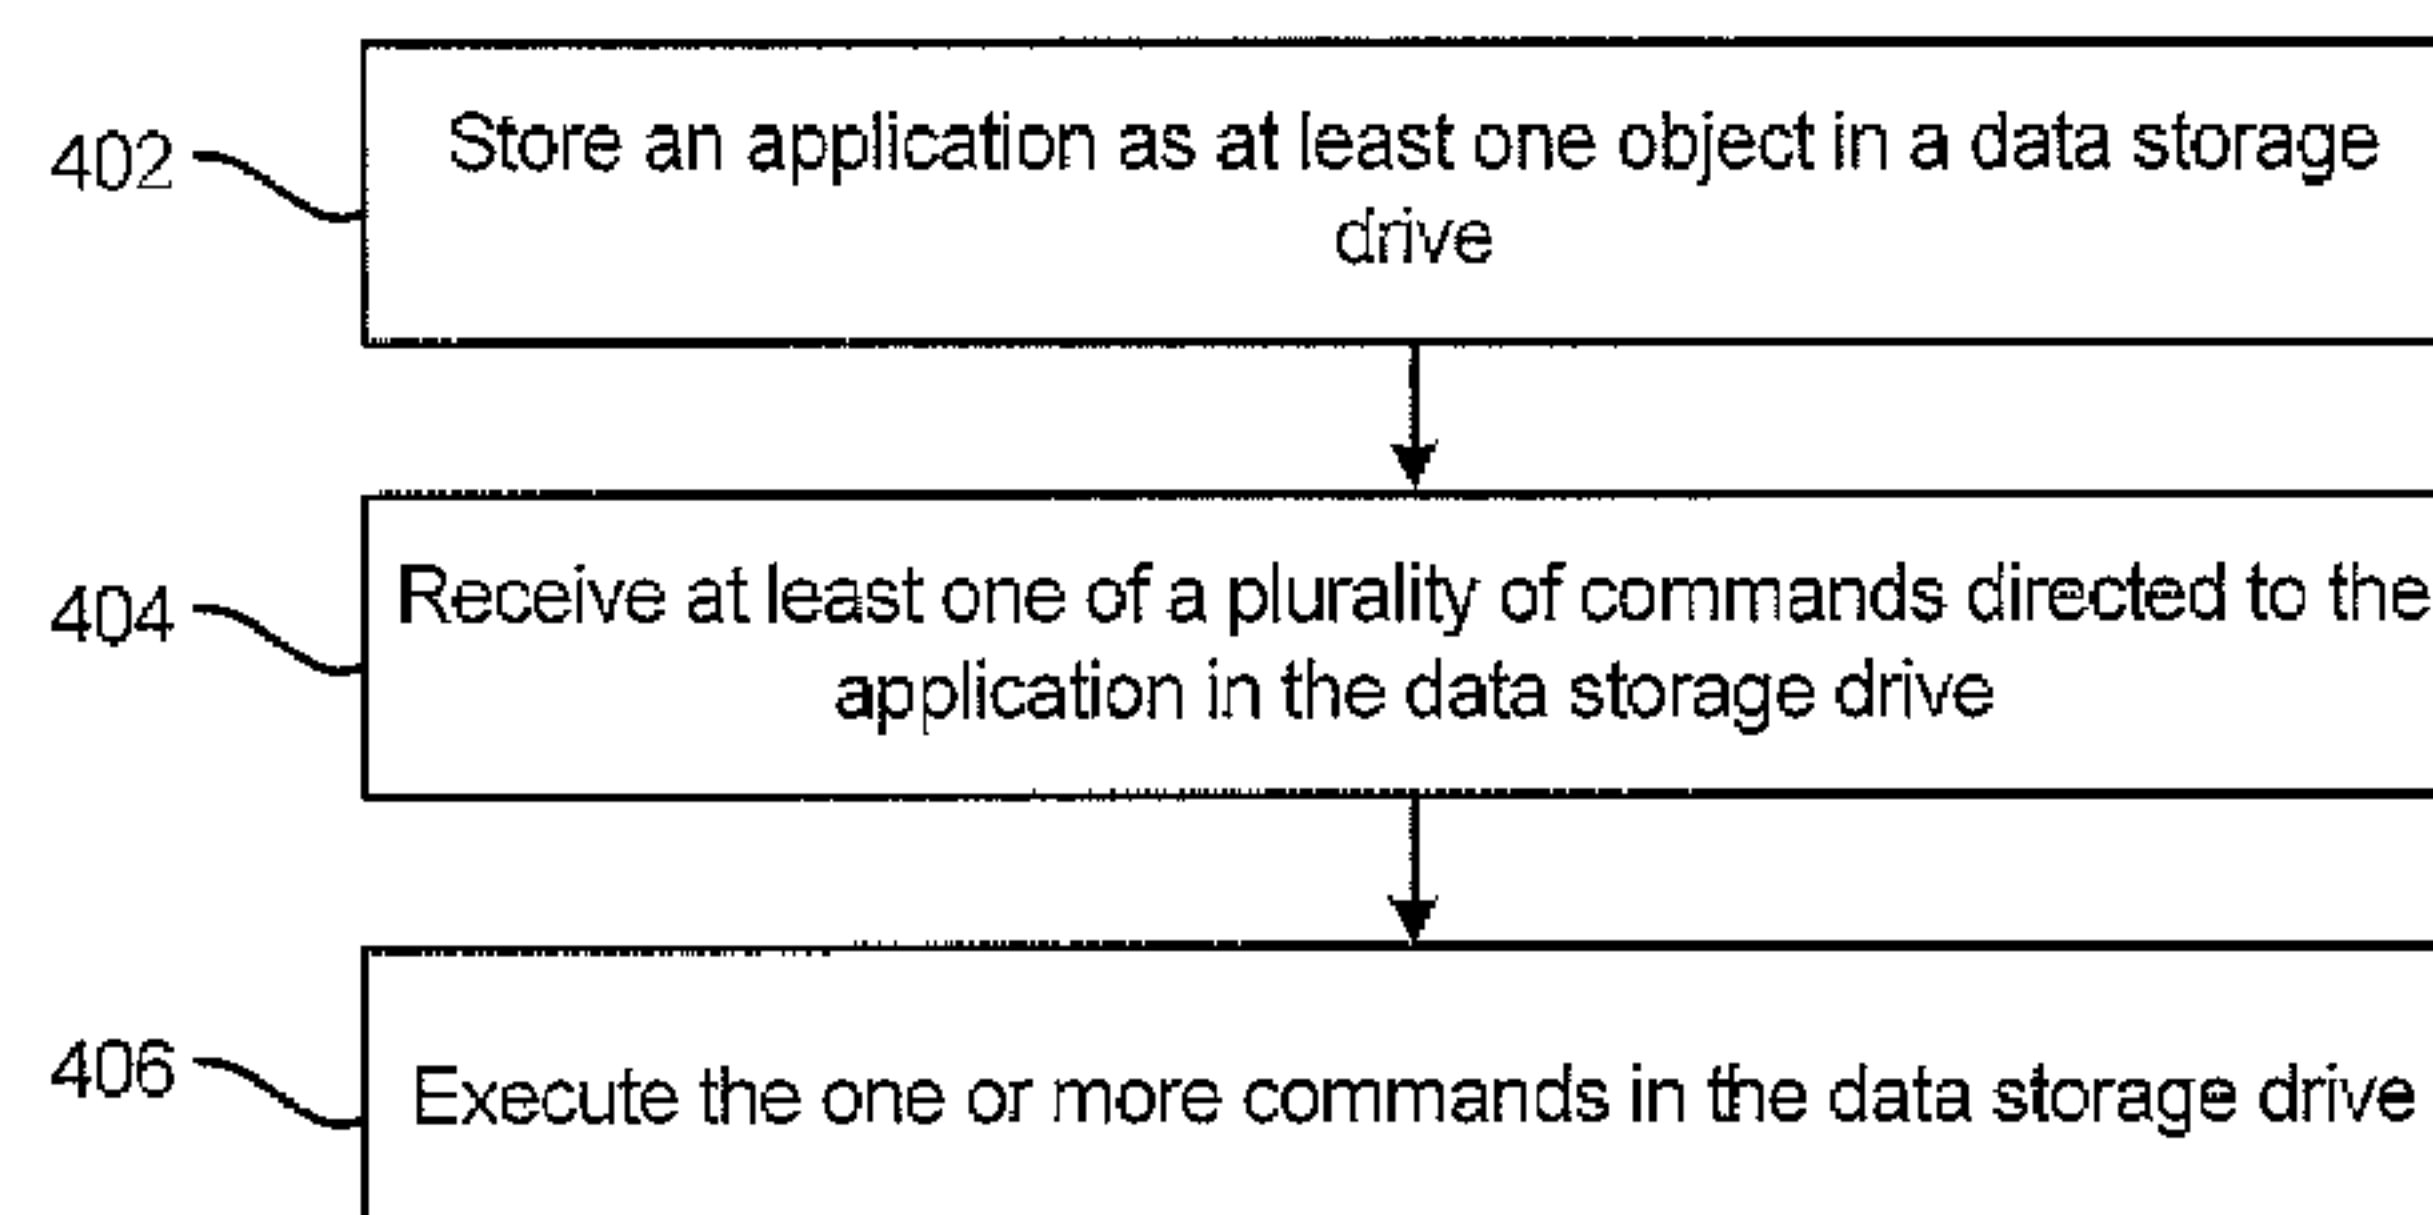 402
Store an application as at least one object in a data storage
drive
404
Receive at least one of a plurality of commands directed to the
application in the data storage drive
406
Execute the one or more commands in the data storage drive